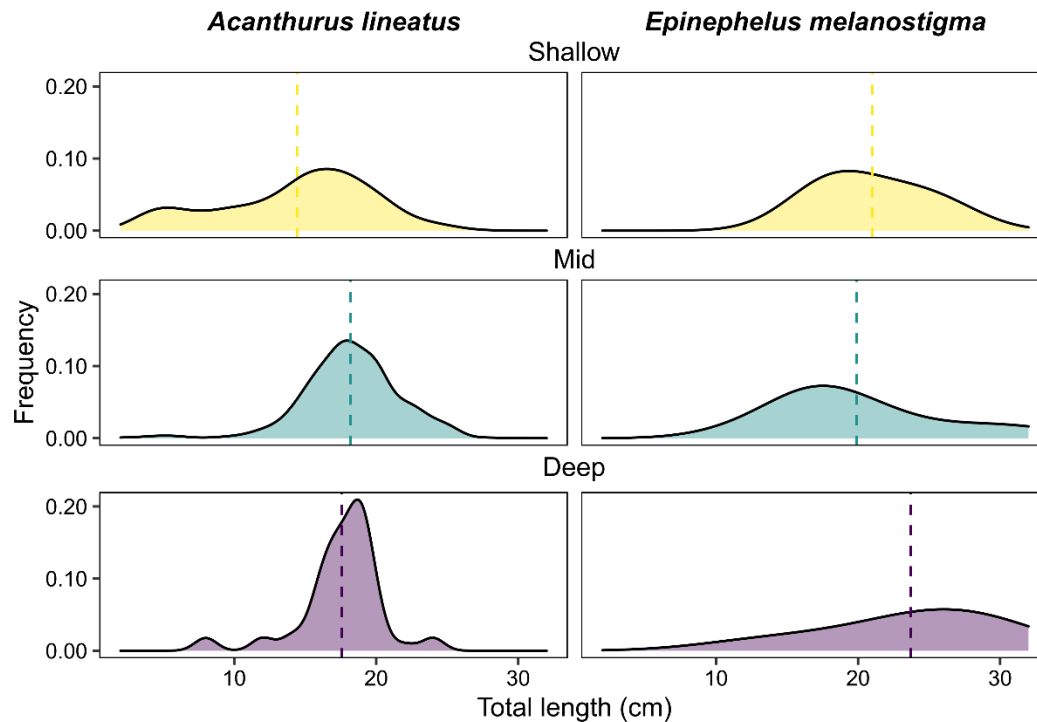 Acanthurus lineatus Epinephelus melanostigma
Shallow
0.20
0.10
0.00
Mid
0.20
0.10
0.00
Frequency
Deep
0.20
0.10
0.00
10 20 30 10 20 30
Total length (cm)